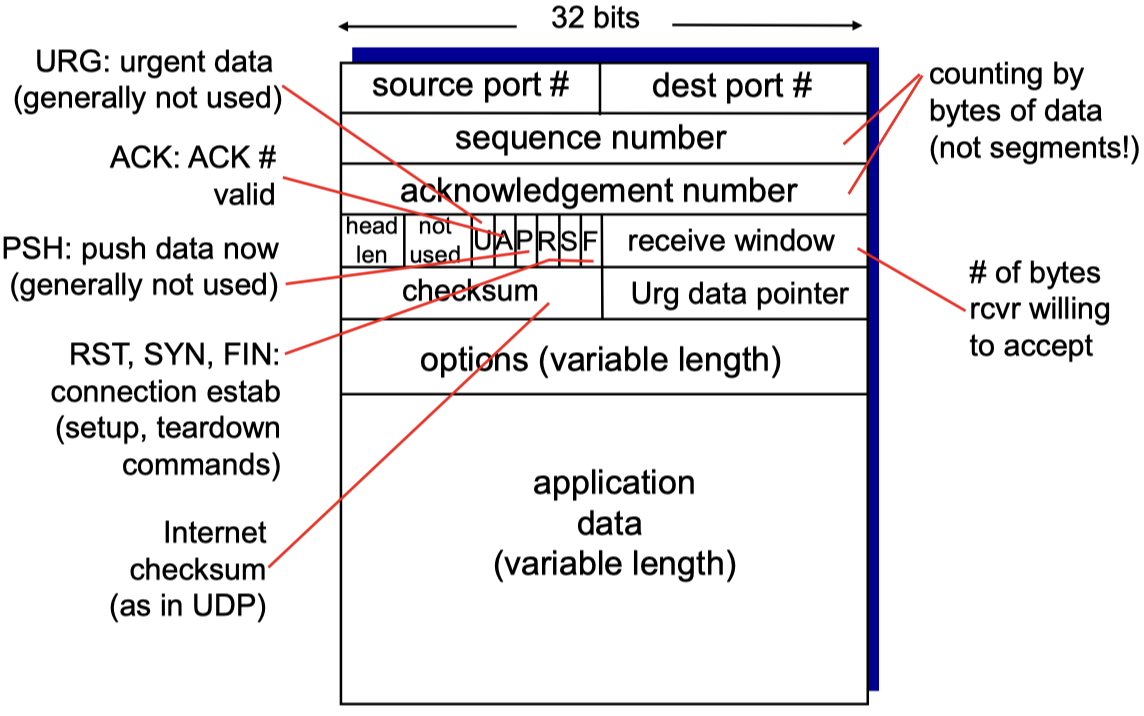 32 bits
URG: urgent data
(generally not used)
ACK: ACK #
valid
PSH: push data now
(generally not used)
RST, SYN, FIN:
connection estab
(setup, teardown
commands)
Internet
checksum
(as in UDP)
source port #
dest port #
sequence number
acknowledgement number
head
len
not
used
U A P R S F
receive window
checksum
Urg data pointer
options (variable length)
application
data
(variable length)
counting by
bytes of data
(not segments!)
# of bytes
rcvr willing
to accept